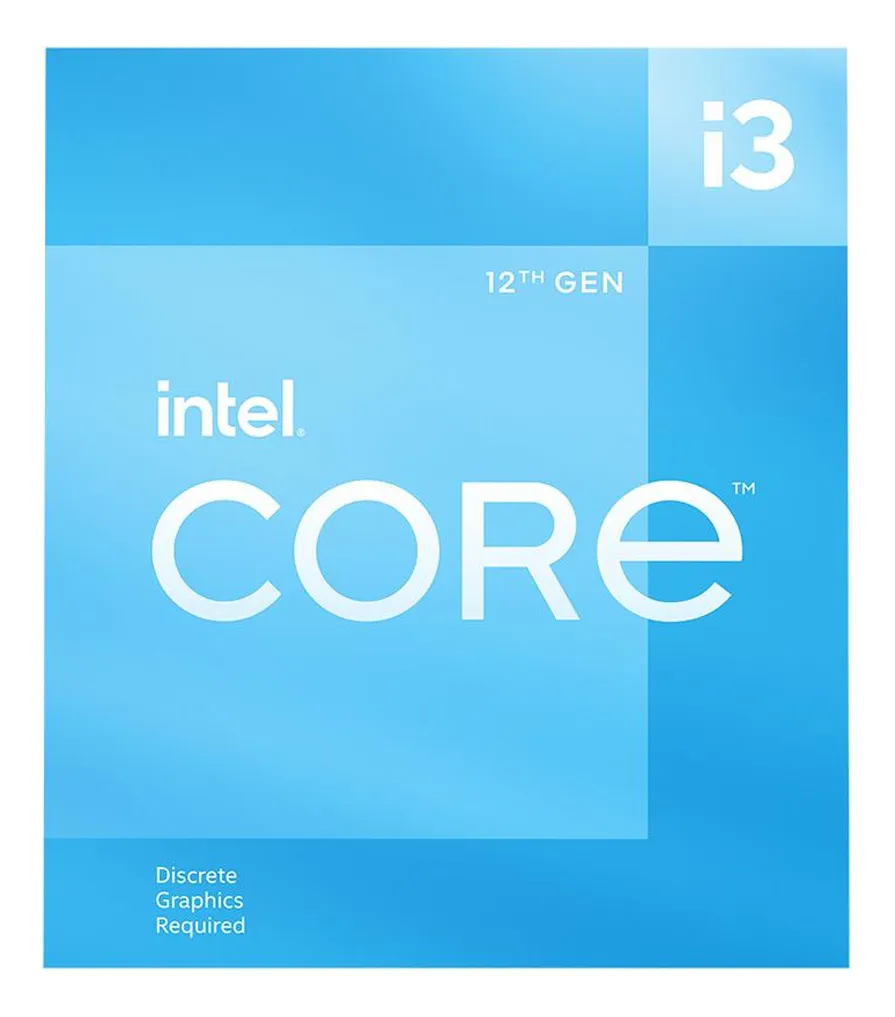 i3
12TH GEN
intel®
CORE™
Discrete
Graphics
Required